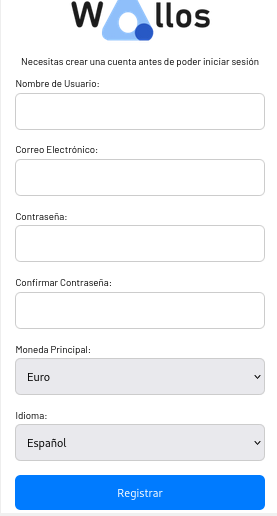 Wallos
Necesitas crear una cuenta antes de poder iniciar sesión
Nombre de Usuario:
Correo Electrónico:
Contraseña:
Confirmar Contraseña:
Moneda Principal:
Euro
Idioma:
Español
Registrar